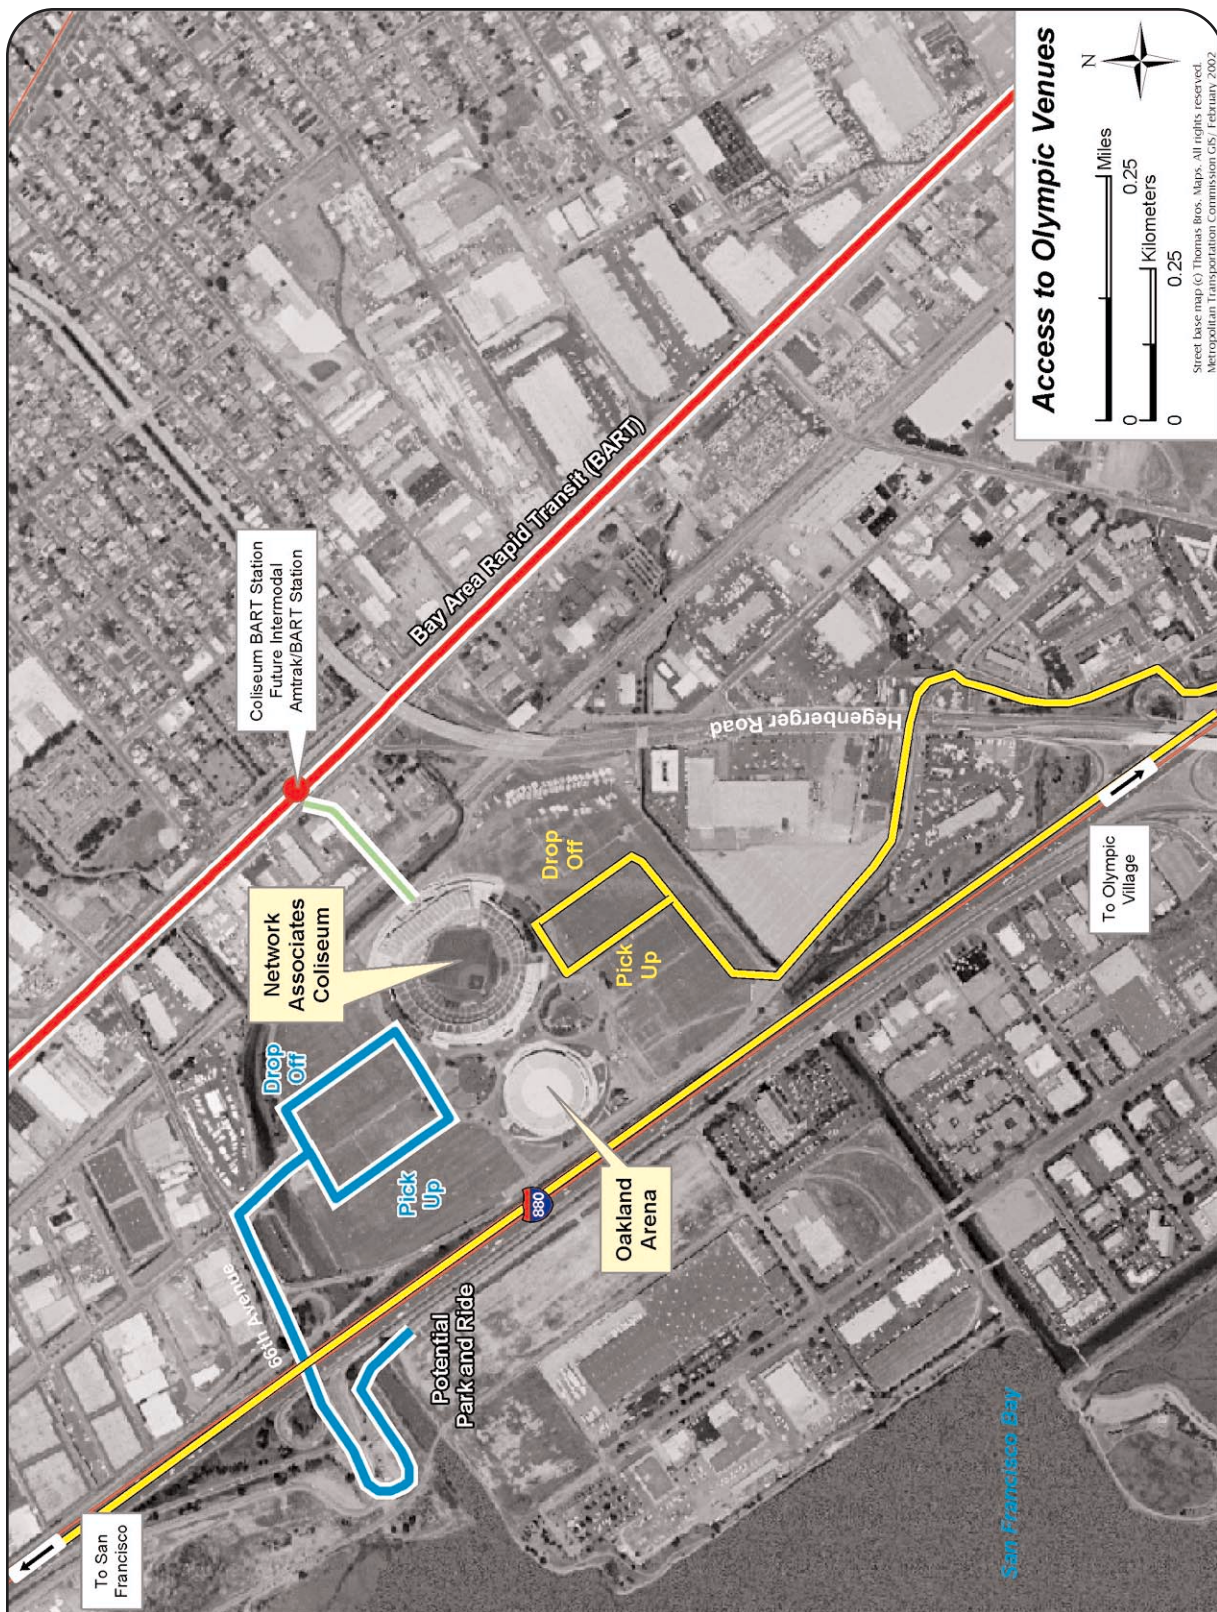 Access to Olympic Venues
N
Miles
0
0.25
Kilometers
0
0.25
Street base map (c) Thomas Bros. Maps. All rights reserved.
Metropolitan Transportation Commission GIS/ February 2002
Coliseum BART Station
Future Intermodal
Amtrak/BART Station
Bay Area Rapid Transit (BART)
Network
Associates
Coliseum
Drop
Off
Pick
Up
Drop
Off
Pick
Up
Hegenberger Road
66th Avenue
880
Oakland
Arena
Potential
Park and Ride
To San
Francisco
To Olympic
Village
San Francisco Bay